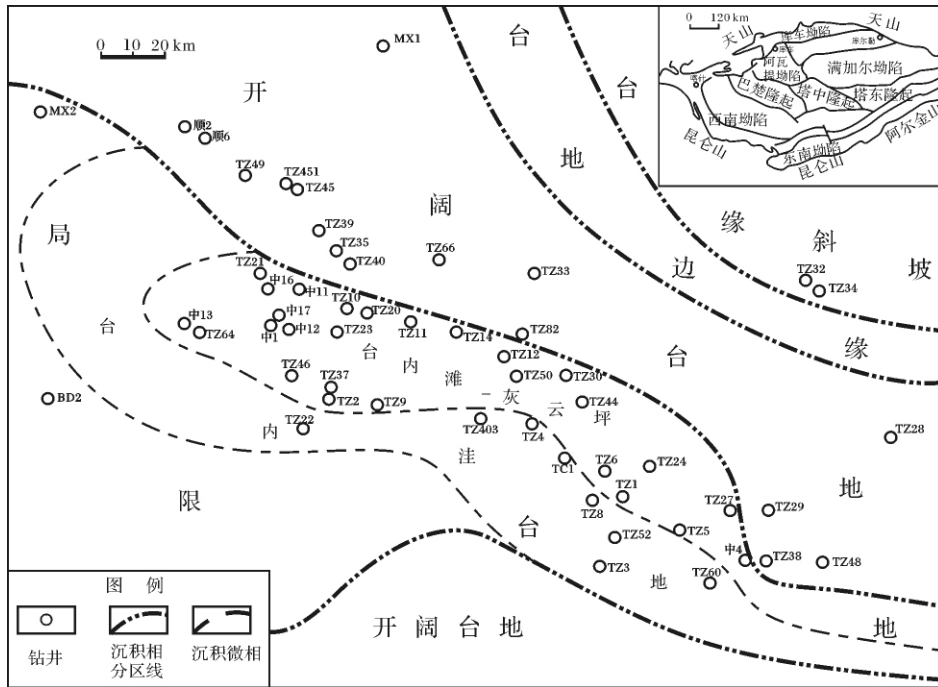 0 10 20 km
MX1
MX2
顺2
顺6
TZ49
TZ451
TZ45
TZ39
TZ35
TZ40
TZ66
TZ33
TZ21
中16
中11
TZ10
TZ20
TZ11
TZ14
TZ82
中13
TZ64
中17
中1
中12
TZ23
TZ12
TZ50
TZ30
TZ46
TZ37
TZ2
TZ9
TZ44
TZ22
TZ403
TZ4
BD2
TC1
TZ6
TZ24
TZ1
TZ8
TZ52
TZ3
TZ5
TZ60
TZ27
TZ29
中4
TZ38
TZ48
TZ28
TZ32
TZ34
开
阔
台
地
台
地
边
缘
台
地
缘
斜
坡
局
限
台
地
台
内
洼
地
台
内
滩
–
灰
云
坪
开阔台地
0 120 km
天山
天山
库车坳陷
库车
库尔勒
阿瓦
提坳陷
满加尔坳陷
喀什
巴楚隆起
塔中隆起
塔东隆起
西南坳陷
东南坳陷
昆仑山
昆仑山
阿尔金山
图 例
钻井
沉积相
分区线
沉积微相